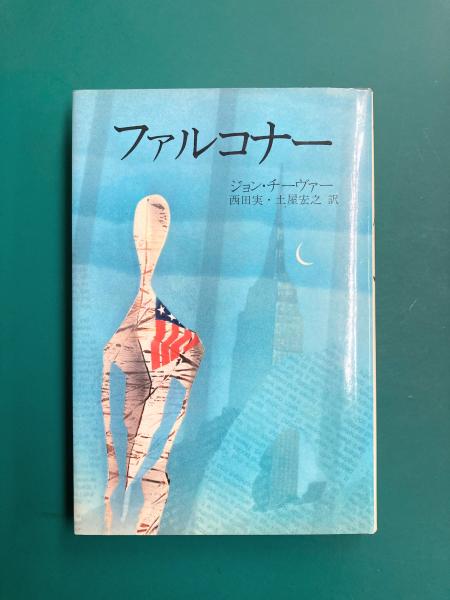 ファルコナー
ジョン・チーヴァー
西田実・土屋宏之 訳